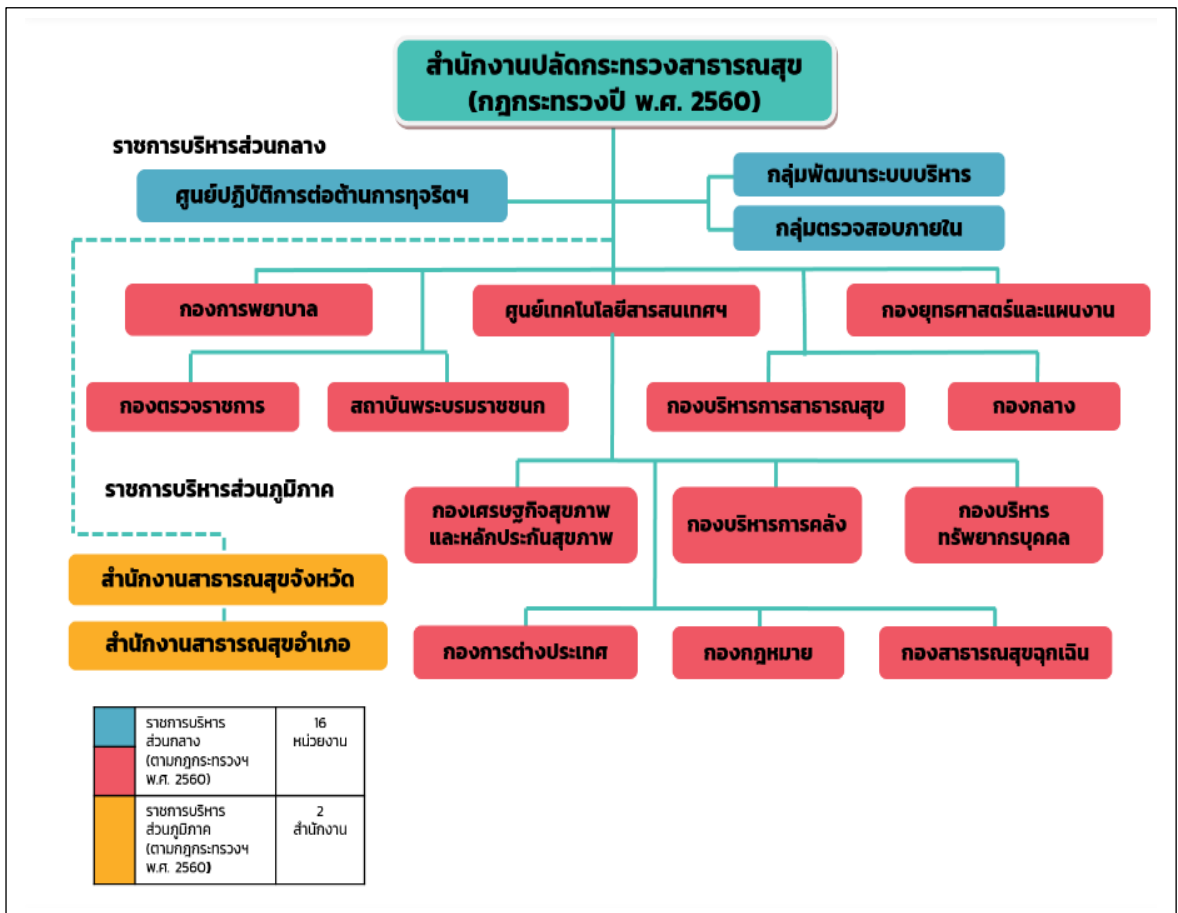 สำนักงานปลัดกระทรวงสาธารณสุข
(กฎกระทรวงปี พ.ศ. 2560)
ราชการบริหารส่วนกลาง
ศูนย์ปฏิบัติการต่อต้านการทุจริตฯ
กลุ่มพัฒนาระบบบริหาร
กลุ่มตรวจสอบภายใน
กองการพยาบาล
ศูนย์เทคโนโลยีสารสนเทศฯ
กองยุทธศาสตร์และแผนงาน
กองตรวจราชการ
สถาบันพระบรมราชชนก
กองบริหารการสาธารณสุข
กองกลาง
ราชการบริหารส่วนภูมิภาค
กองเศรษฐกิจสุขภาพ
และหลักประกันสุขภาพ
กองบริหารการคลัง
กองบริหาร
ทรัพยากรบุคคล
สำนักงานสาธารณสุขจังหวัด
สำนักงานสาธารณสุขอำเภอ
กองการต่างประเทศ
กองกฎหมาย
กองสาธารณสุขฉุกเฉิน
ราชการบริหาร
ส่วนกลาง
(ตามกฎกระทรวงฯ
พ.ศ. 2560)
16
หน่วยงาน
ราชการบริหาร
ส่วนภูมิภาค
(ตามกฎกระทรวงฯ
พ.ศ. 2560)
2
สำนักงาน